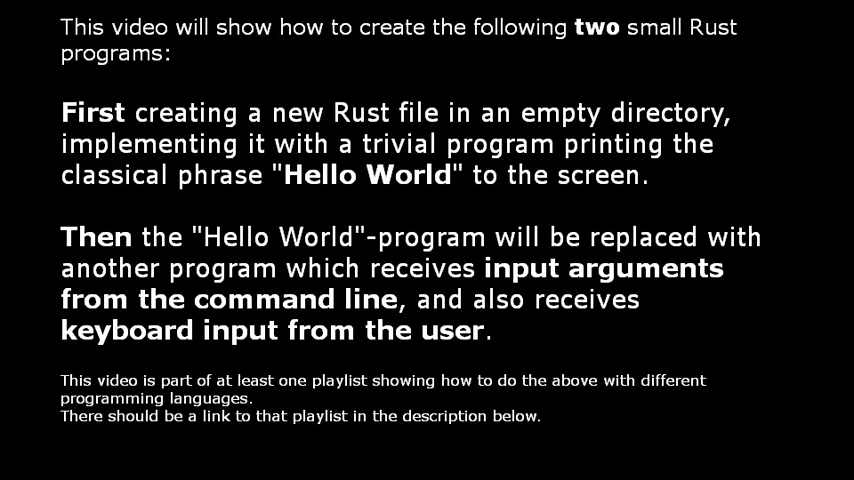 This video will show how to create the following two small Rust
programs:
First creating a new Rust file in an empty directory,
implementing it with a trivial program printing the
classical phrase "Hello World" to the screen.
Then the "Hello World"-program will be replaced with
another program which receives input arguments
from the command line, and also receives
keyboard input from the user.
This video is part of at least one playlist showing how to do the above with different
programming languages.
There should be a link to that playlist in the description below.